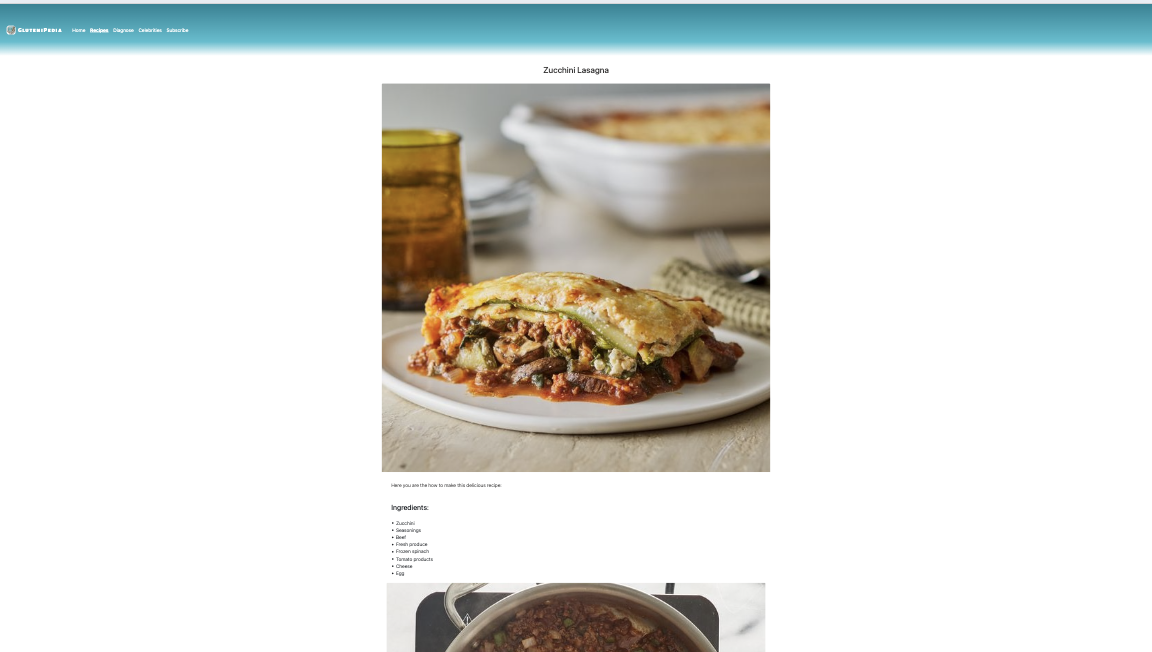 GLUTENPEDIA Home Recipes Diagnose Celebrities Subscribe
Zucchini Lasagna
Here you are the how to make this delicious recipe:
Ingredients:
• Zucchini
• Seasonings
• Beef
• Fresh produce
• Frozen spinach
• Tomato products
• Cheese
• Egg